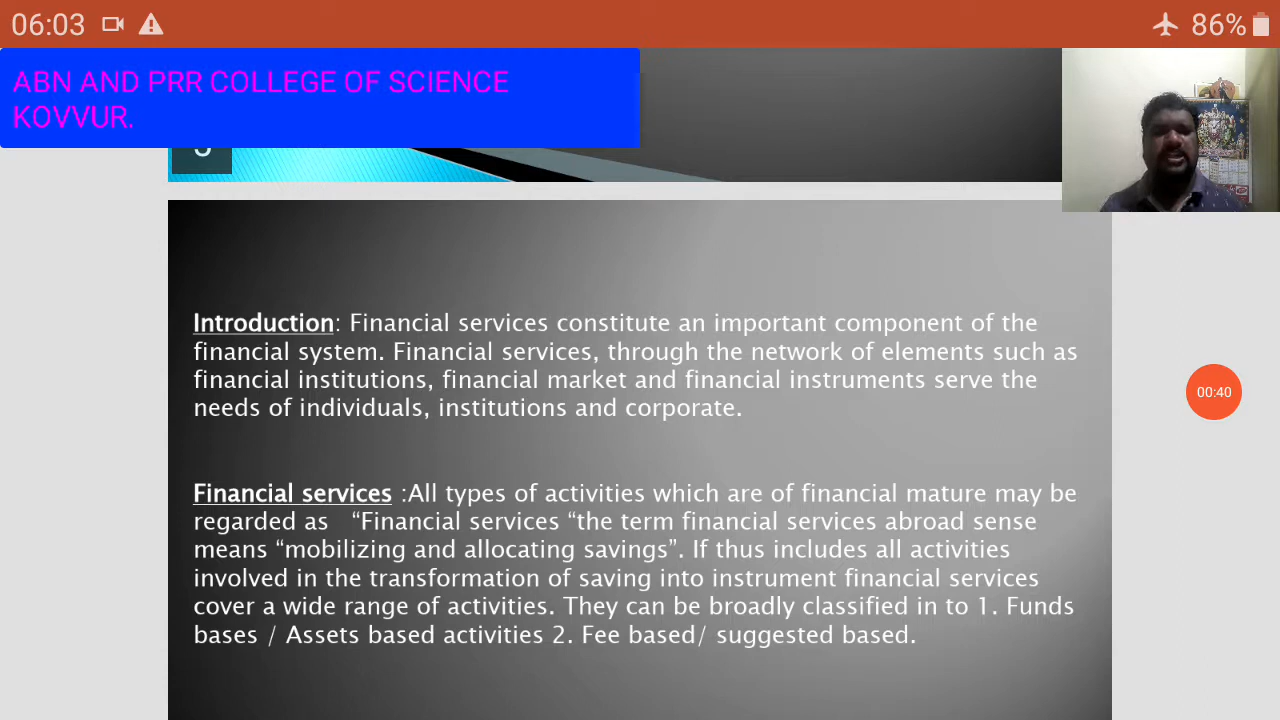 06:03
86%
ABN AND PRR COLLEGE OF SCIENCE
KOVVUR.
Introduction: Financial services constitute an important component of the
financial system. Financial services, through the network of elements such as
financial institutions, financial market and financial instruments serve the
needs of individuals, institutions and corporate.
00:40
Financial services :All types of activities which are of financial mature may be
regarded as “Financial services “the term financial services abroad sense
means “mobilizing and allocating savings”. If thus includes all activities
involved in the transformation of saving into instrument financial services
cover a wide range of activities. They can be broadly classified in to 1. Funds
bases / Assets based activities 2. Fee based/ suggested based.